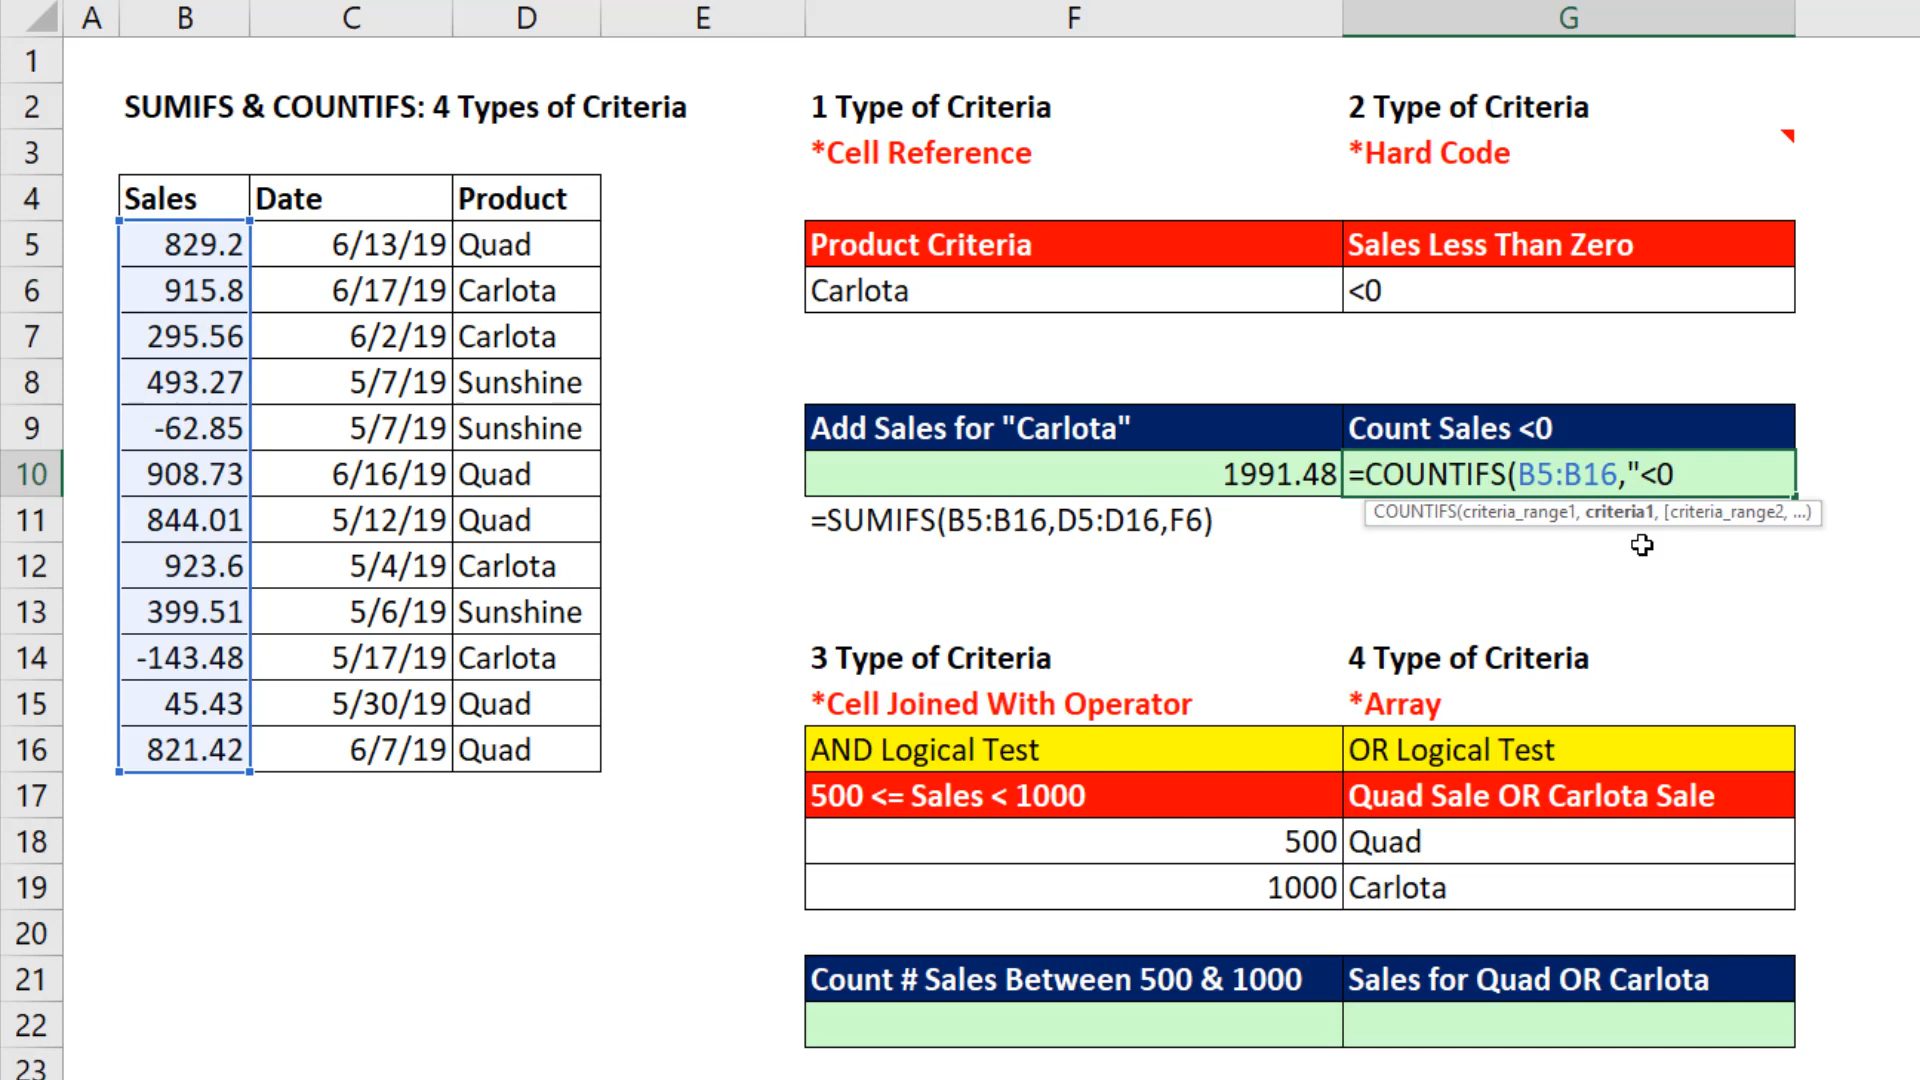 A B C D E F G
1
2 SUMIFS & COUNTIFS: 4 Types of Criteria 1 Type of Criteria 2 Type of Criteria
3 *Cell Reference *Hard Code
4 Sales Date Product
5 829.2 6/13/19 Quad Product Criteria Sales Less Than Zero
6 915.8 6/17/19 Carlota Carlota <0
7 295.56 6/2/19 Carlota
8 493.27 5/7/19 Sunshine
9 -62.85 5/7/19 Sunshine Add Sales for "Carlota" Count Sales <0
10 908.73 6/16/19 Quad 1991.48 =COUNTIFS(B5:B16,"<0
11 844.01 5/12/19 Quad =SUMIFS(B5:B16,D5:D16,F6) COUNTIFS(criteria_range1, criteria1, [criteria_range2, ...)
12 923.6 5/4/19 Carlota
13 399.51 5/6/19 Sunshine
14 -143.48 5/17/19 Carlota 3 Type of Criteria 4 Type of Criteria
15 45.43 5/30/19 Quad *Cell Joined With Operator *Array
16 821.42 6/7/19 Quad AND Logical Test OR Logical Test
17 500 <= Sales < 1000 Quad Sale OR Carlota Sale
18 500 Quad
19 1000 Carlota
20
21 Count # Sales Between 500 & 1000 Sales for Quad OR Carlota
22
23